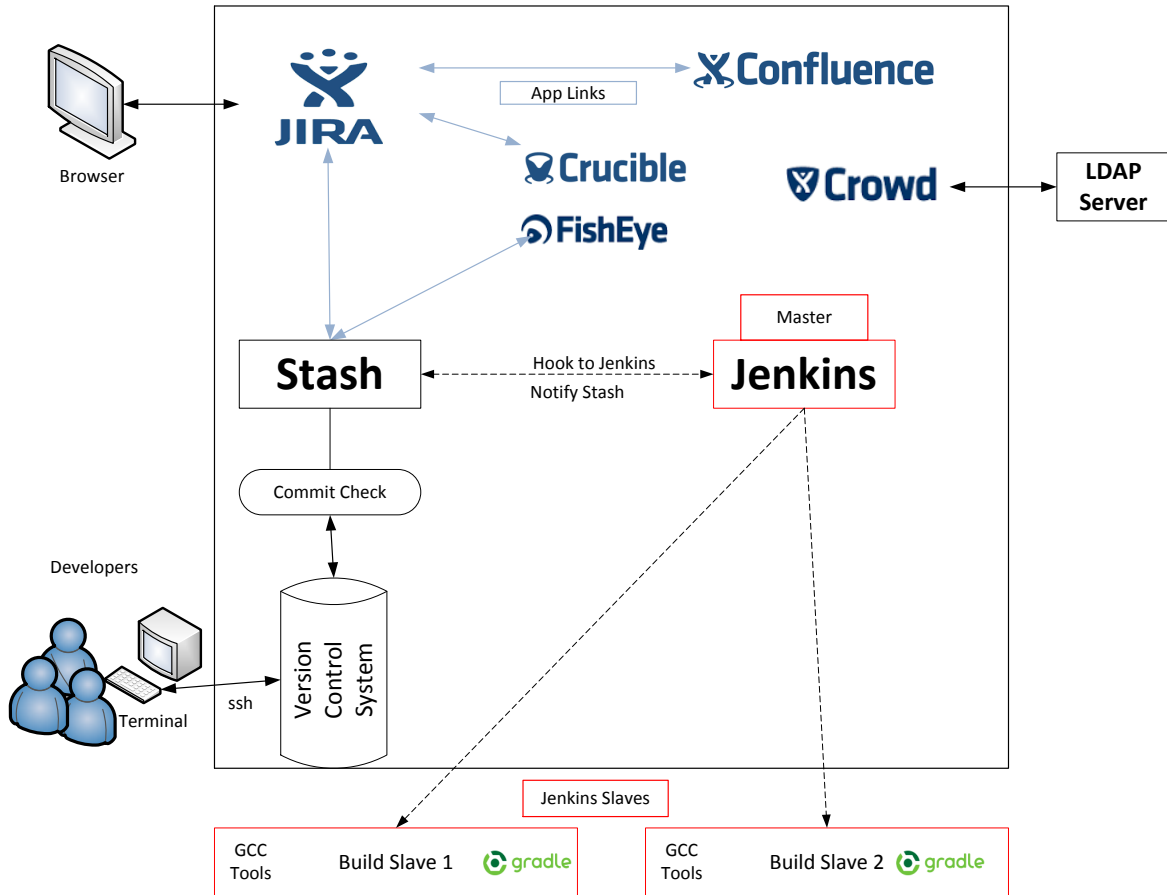 JIRA
Confluence
App Links
Browser
Crucible
Crowd
LDAP
Server
FishEye
Master
Stash
Hook to Jenkins
Notify Stash
Jenkins
Commit Check
Developers
Version
Control
System
ssh
Terminal
Jenkins Slaves
GCC
Tools
Build Slave 1
gradle
GCC
Tools
Build Slave 2
gradle